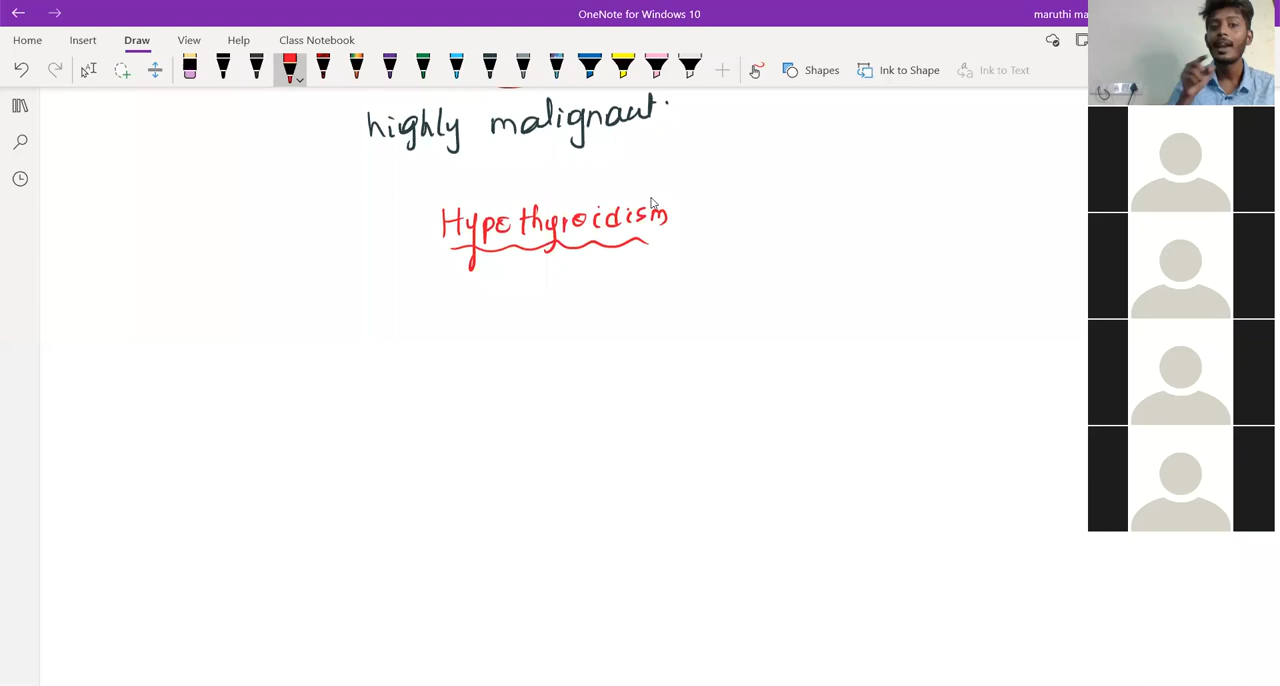 OneNote for Windows 10
maruthi ma
Home Insert Draw View Help Class Notebook
Shapes Ink to Shape Ink to Text
highly malignant.
Hypothyroidism